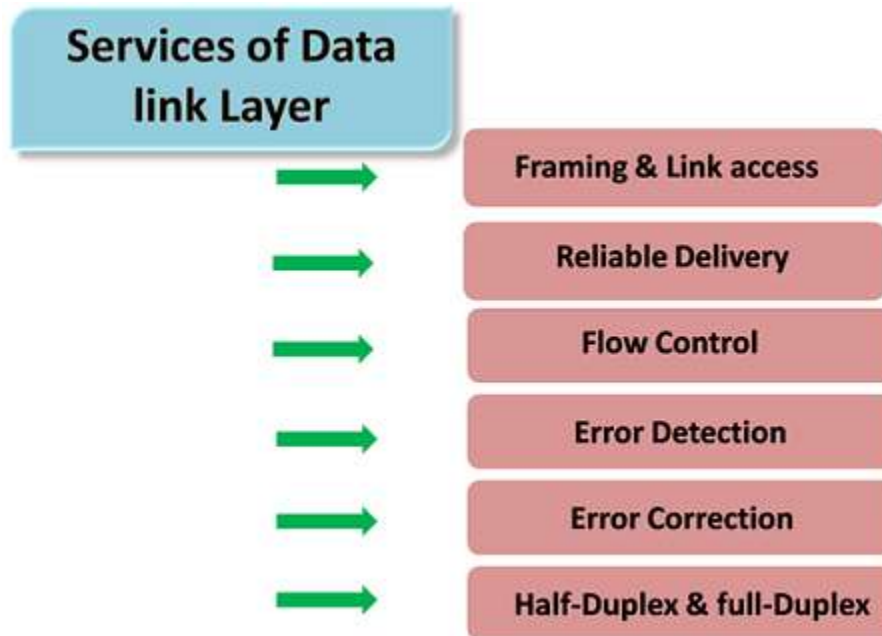 Services of Data
link Layer
Framing & Link access
Reliable Delivery
Flow Control
Error Detection
Error Correction
Half-Duplex & full-Duplex